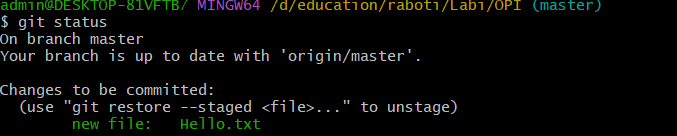 admin@DESKTOP-81VFTB/ MINGW64 /d/education/raboti/Labi/OPI (master)
$ git status
On branch master
Your branch is up to date with 'origin/master'.
Changes to be committed:
(use "git restore --staged <file>..." to unstage)
new file: Hello.txt